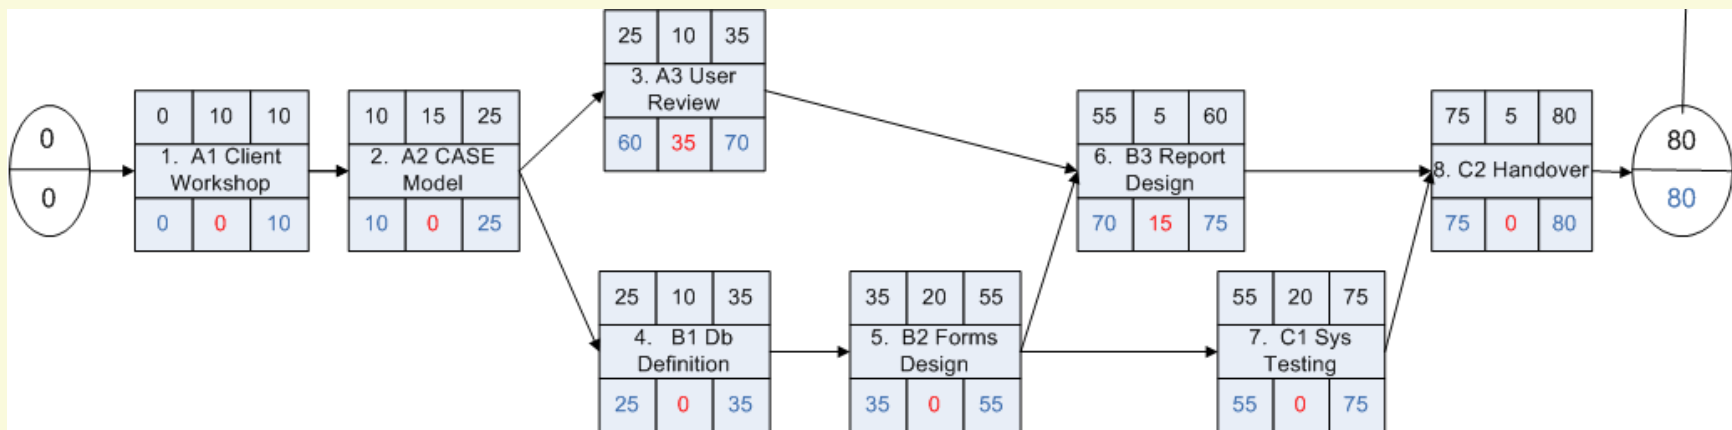 0
0
0 10 10
1. A1 Client
Workshop
0 0 10
10 15 25
2. A2 CASE
Model
10 0 25
25 10 35
3. A3 User
Review
60 35 70
25 10 35
4. B1 Db
Definition
25 0 35
35 20 55
5. B2 Forms
Design
35 0 55
55 5 60
6. B3 Report
Design
70 15 75
55 20 75
7. C1 Sys
Testing
55 0 75
75 5 80
8. C2 Handover
75 0 80
80
80